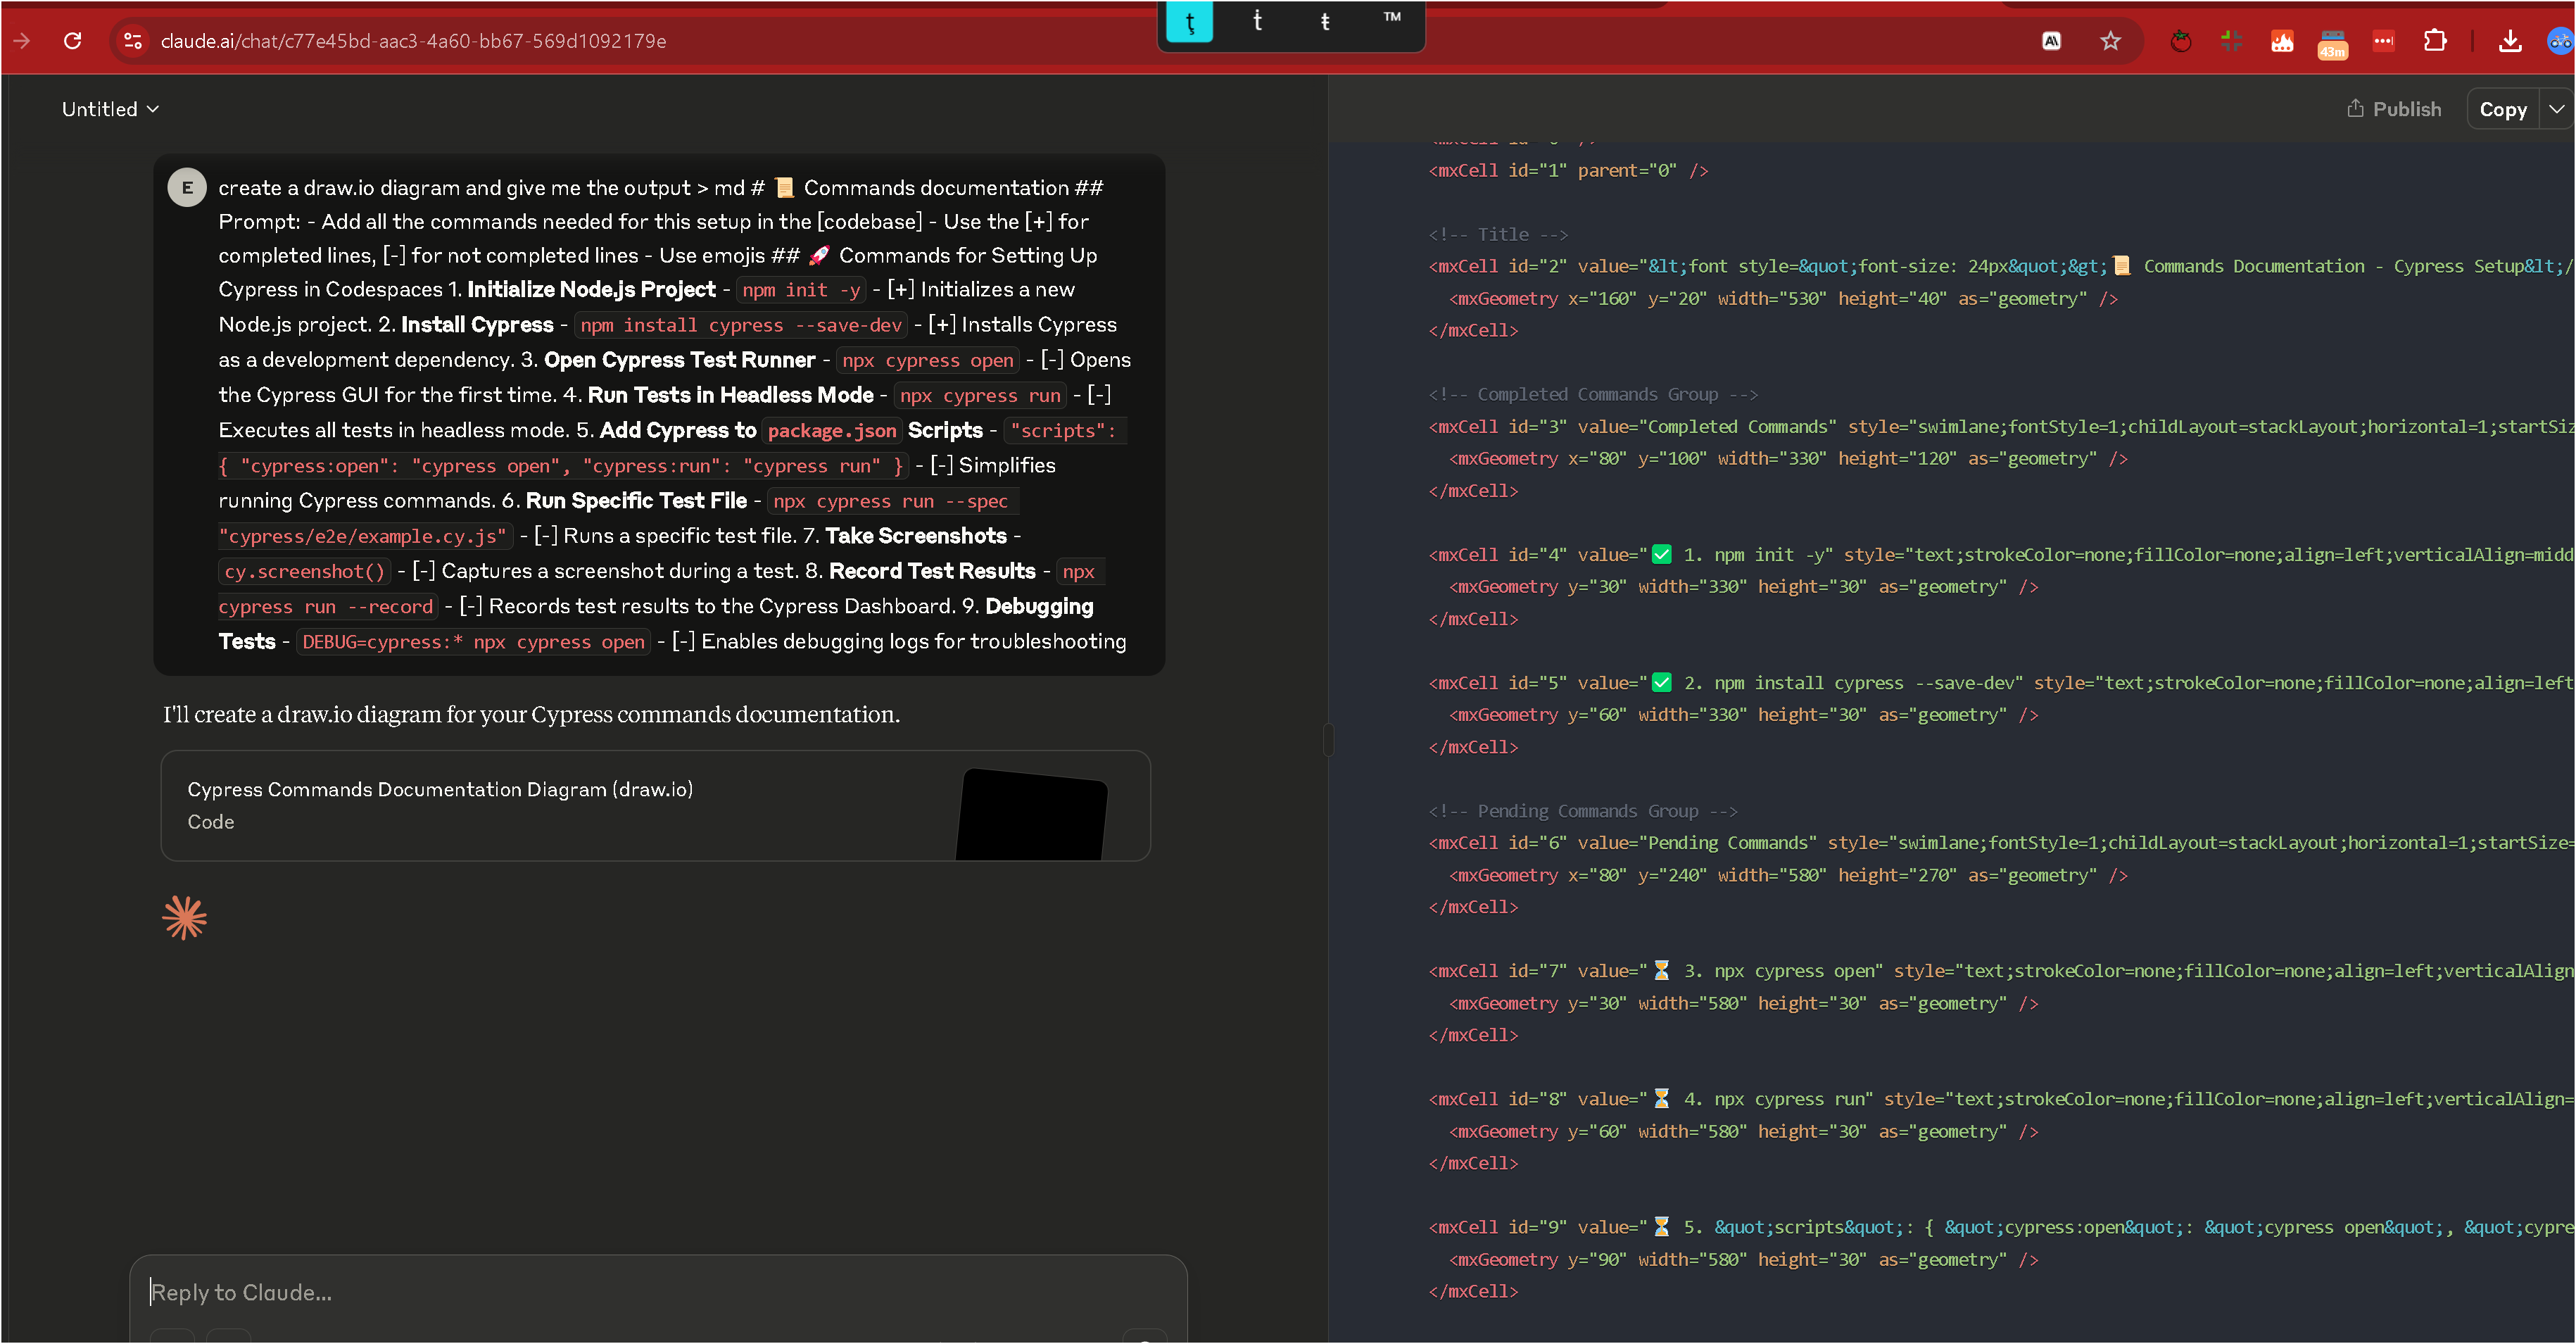 ţ ṫ ŧ ™
claude.ai/chat/c77e45bd-aac3-4a60-bb67-569d1092179e
43m
Untitled
Publish
Copy
E
create a draw.io diagram and give me the output > md # 📜 Commands documentation ##
Prompt: - Add all the commands needed for this setup in the [codebase] - Use the [+] for
completed lines, [-] for not completed lines - Use emojis ## 🚀 Commands for Setting Up
Cypress in Codespaces 1. Initialize Node.js Project - npm init -y - [+] Initializes a new
Node.js project. 2. Install Cypress - npm install cypress --save-dev - [+] Installs Cypress
as a development dependency. 3. Open Cypress Test Runner - npx cypress open - [-] Opens
the Cypress GUI for the first time. 4. Run Tests in Headless Mode - npx cypress run - [-]
Executes all tests in headless mode. 5. Add Cypress to package.json Scripts - "scripts":
{ "cypress:open": "cypress open", "cypress:run": "cypress run" } - [-] Simplifies
running Cypress commands. 6. Run Specific Test File - npx cypress run --spec
"cypress/e2e/example.cy.js" - [-] Runs a specific test file. 7. Take Screenshots -
cy.screenshot() - [-] Captures a screenshot during a test. 8. Record Test Results - npx
cypress run --record - [-] Records test results to the Cypress Dashboard. 9. Debugging
Tests - DEBUG=cypress:* npx cypress open - [-] Enables debugging logs for troubleshooting
I'll create a draw.io diagram for your Cypress commands documentation.
Cypress Commands Documentation Diagram (draw.io)
Code
Reply to Claude...
<mxCell id="1" parent="0" />
<!-- Title -->
<mxCell id="2" value="&lt;font style=&quot;font-size: 24px&quot;&gt;📜 Commands Documentation - Cypress Setup&lt;/
<mxGeometry x="160" y="20" width="530" height="40" as="geometry" />
</mxCell>
<!-- Completed Commands Group -->
<mxCell id="3" value="Completed Commands" style="swimlane;fontStyle=1;childLayout=stackLayout;horizontal=1;startSiz
<mxGeometry x="80" y="100" width="330" height="120" as="geometry" />
</mxCell>
<mxCell id="4" value="✅ 1. npm init -y" style="text;strokeColor=none;fillColor=none;align=left;verticalAlign=midd
<mxGeometry y="30" width="330" height="30" as="geometry" />
</mxCell>
<mxCell id="5" value="✅ 2. npm install cypress --save-dev" style="text;strokeColor=none;fillColor=none;align=left
<mxGeometry y="60" width="330" height="30" as="geometry" />
</mxCell>
<!-- Pending Commands Group -->
<mxCell id="6" value="Pending Commands" style="swimlane;fontStyle=1;childLayout=stackLayout;horizontal=1;startSize=
<mxGeometry x="80" y="240" width="580" height="270" as="geometry" />
</mxCell>
<mxCell id="7" value="⏳ 3. npx cypress open" style="text;strokeColor=none;fillColor=none;align=left;verticalAlign
<mxGeometry y="30" width="580" height="30" as="geometry" />
</mxCell>
<mxCell id="8" value="⏳ 4. npx cypress run" style="text;strokeColor=none;fillColor=none;align=left;verticalAlign=
<mxGeometry y="60" width="580" height="30" as="geometry" />
</mxCell>
<mxCell id="9" value="⏳ 5. &quot;scripts&quot;: { &quot;cypress:open&quot;: &quot;cypress open&quot;, &quot;cypre
<mxGeometry y="90" width="580" height="30" as="geometry" />
</mxCell>